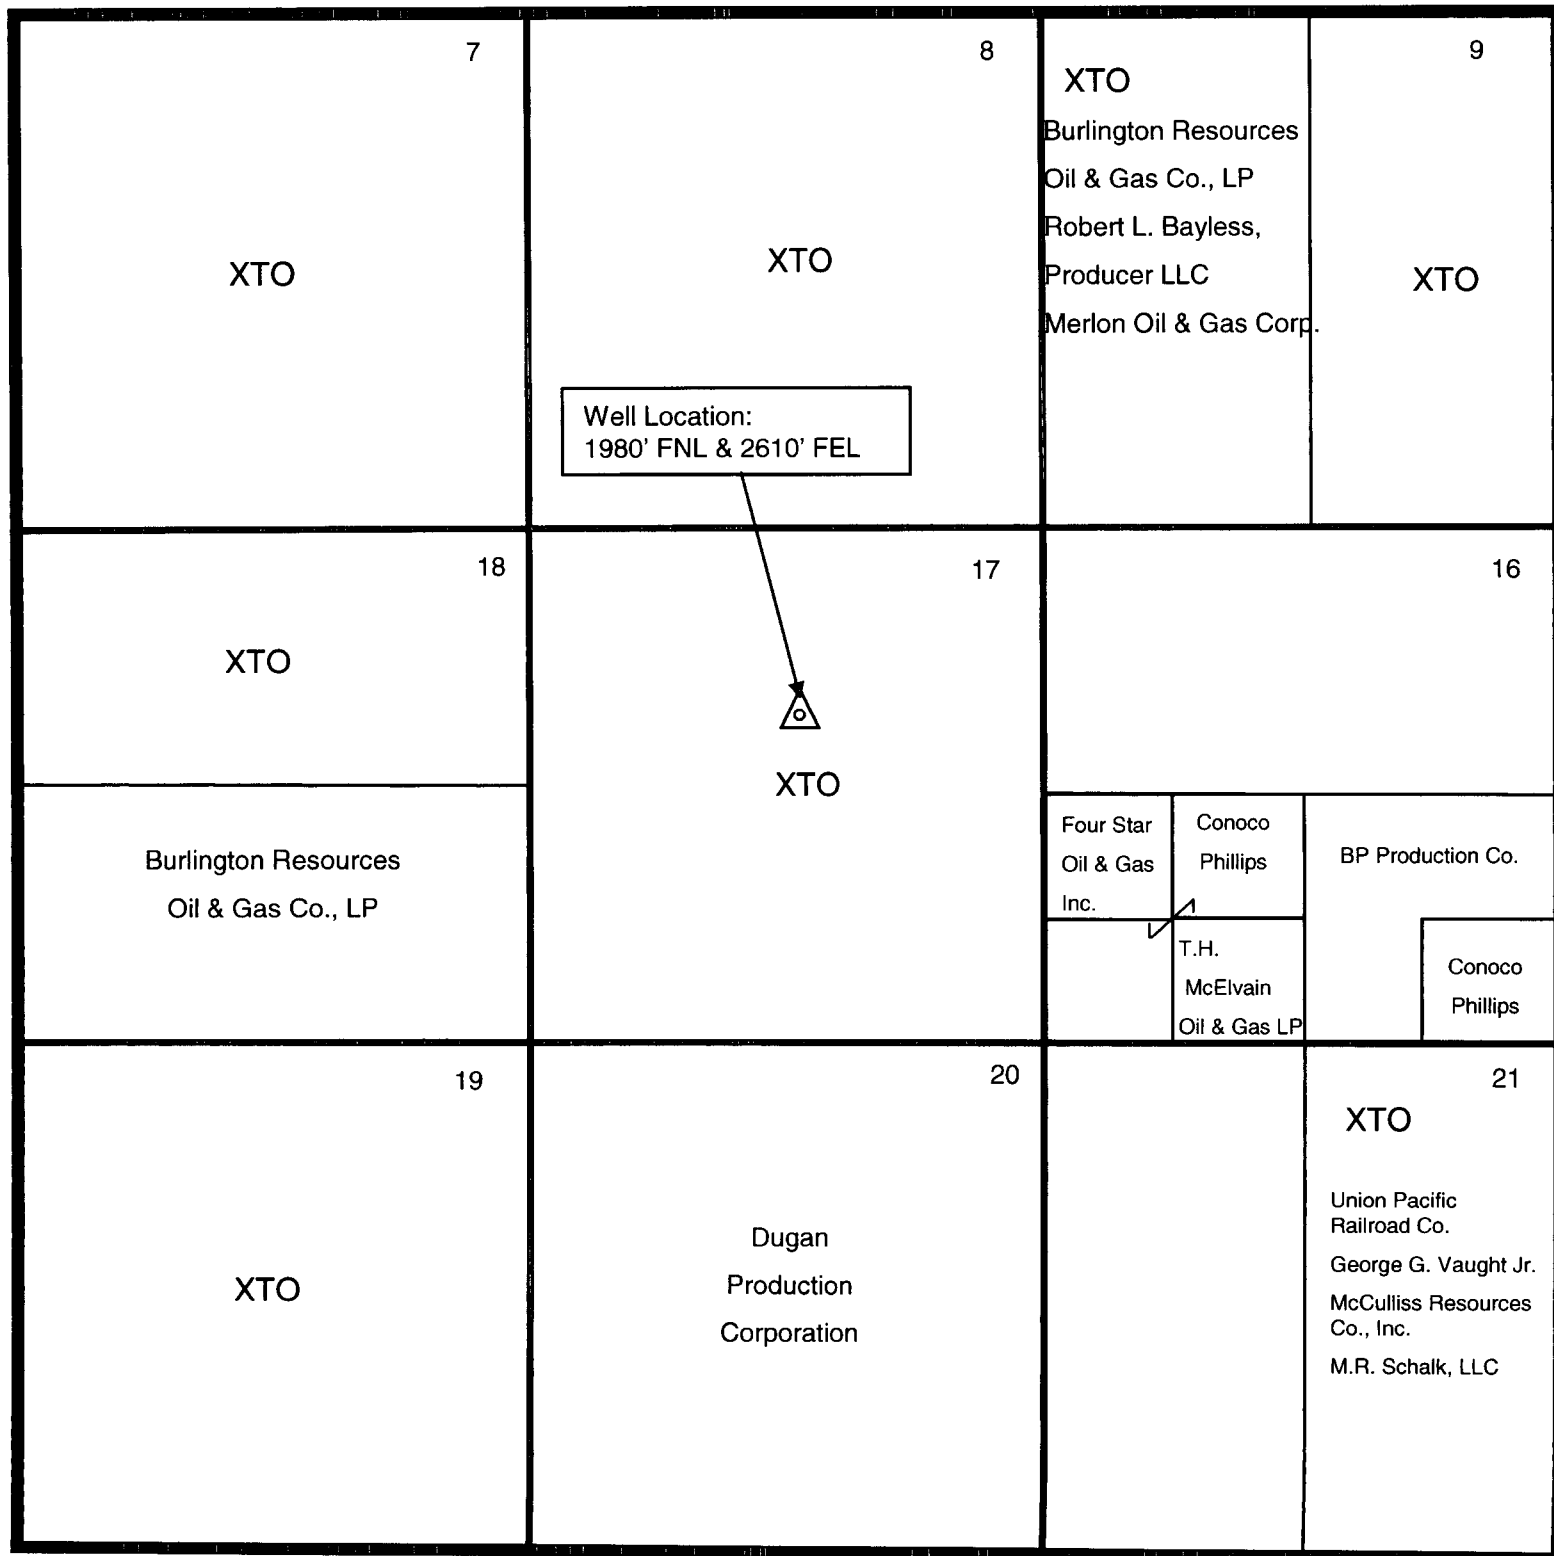 7
XTO
8
XTO
Well Location:
1980' FNL & 2610' FEL
9
XTO
Burlington Resources
Oil & Gas Co., LP
Robert L. Bayless,
Producer LLC
Merlon Oil & Gas Corp.
XTO
18
XTO
Burlington Resources
Oil & Gas Co., LP
17
XTO
16
Four Star
Oil & Gas
Inc.
Conoco
Phillips
BP Production Co.
T.H.
McElvain
Oil & Gas LP
Conoco
Phillips
19
XTO
20
Dugan
Production
Corporation
21
XTO
Union Pacific
Railroad Co.
George G. Vaught Jr.
McCulliss Resources
Co., Inc.
M.R. Schalk, LLC